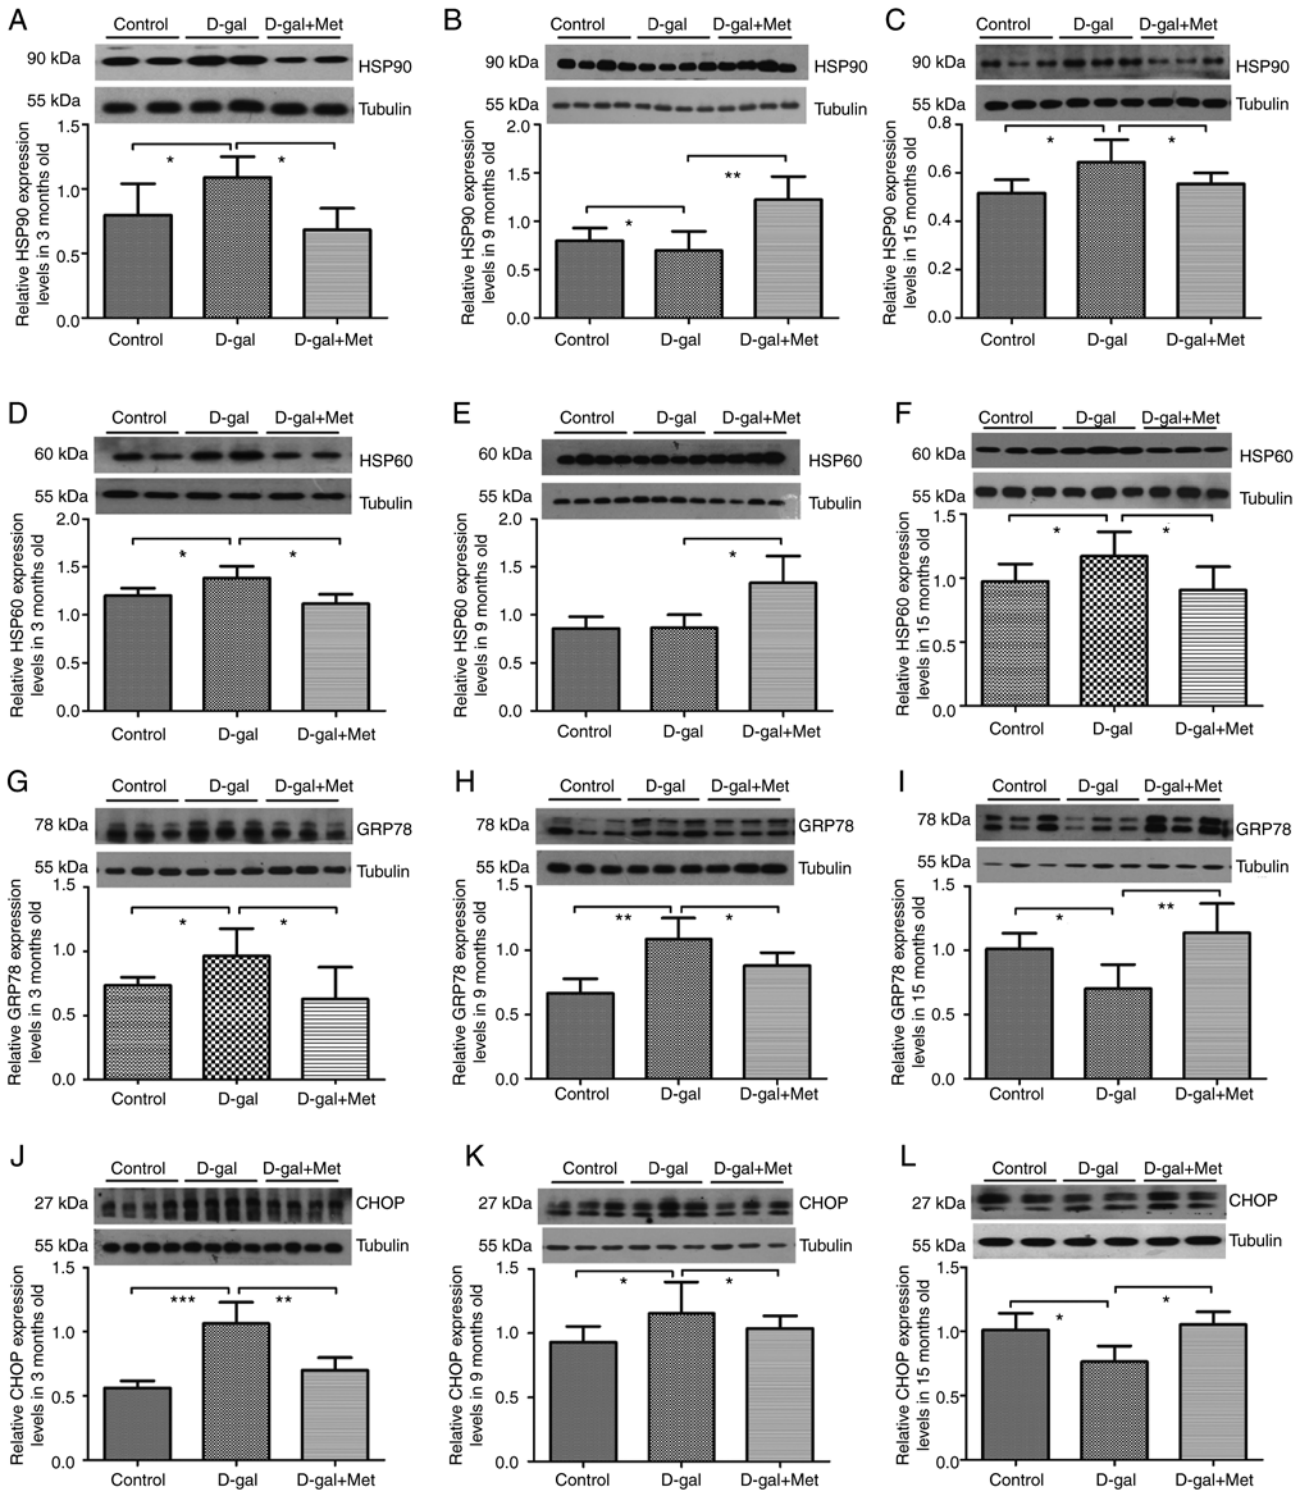 A
Control D-gal D-gal+Met
90 kDa HSP90
55 kDa Tubulin
Relative HSP90 expression
levels in 3 months old
1.5
1.0
0.5
0.0
* *
Control D-gal D-gal+Met
B
Control D-gal D-gal+Met
90 kDa HSP90
55 kDa Tubulin
Relative HSP90 expression
levels in 9 months old
2.0
1.5
1.0
0.5
0.0
* **
Control D-gal D-gal+Met
C
Control D-gal D-gal+Met
90 kDa HSP90
55 kDa Tubulin
Relative HSP90 expression
levels in 15 months old
0.8
0.6
0.4
0.2
0.0
* *
Control D-gal D-gal+Met
D
Control D-gal D-gal+Met
60 kDa HSP60
55 kDa Tubulin
Relative HSP60 expression
levels in 3 months old
2.0
1.5
1.0
0.5
0.0
* *
Control D-gal D-gal+Met
E
Control D-gal D-gal+Met
60 kDa HSP60
55 kDa Tubulin
Relative HSP60 expression
levels in 9 months old
2.0
1.5
1.0
0.5
0.0
*
Control D-gal D-gal+Met
F
Control D-gal D-gal+Met
60 kDa HSP60
55 kDa Tubulin
Relative HSP60 expression
levels in 15 months old
1.5
1.0
0.5
0.0
* *
Control D-gal D-gal+Met
G
Control D-gal D-gal+Met
78 kDa GRP78
55 kDa Tubulin
Relative GRP78 expression
levels in 3 months old
1.5
1.0
0.5
0.0
* *
Control D-gal D-gal+Met
H
Control D-gal D-gal+Met
78 kDa GRP78
55 kDa Tubulin
Relative GRP78 expression
levels in 9 months old
1.5
1.0
0.5
0.0
** *
Control D-gal D-gal+Met
I
Control D-gal D-gal+Met
78 kDa GRP78
55 kDa Tubulin
Relative GRP78 expression
levels in 15 months old
1.5
1.0
0.5
0.0
* **
Control D-gal D-gal+Met
J
Control D-gal D-gal+Met
27 kDa CHOP
55 kDa Tubulin
Relative CHOP expression
levels in 3 months old
1.5
1.0
0.5
0.0
*** **
Control D-gal D-gal+Met
K
Control D-gal D-gal+Met
27 kDa CHOP
55 kDa Tubulin
Relative CHOP expression
levels in 9 months old
1.5
1.0
0.5
0.0
* *
Control D-gal D-gal+Met
L
Control D-gal D-gal+Met
27 kDa CHOP
55 kDa Tubulin
Relative CHOP expression
levels in 15 months old
1.5
1.0
0.5
0.0
* *
Control D-gal D-gal+Met